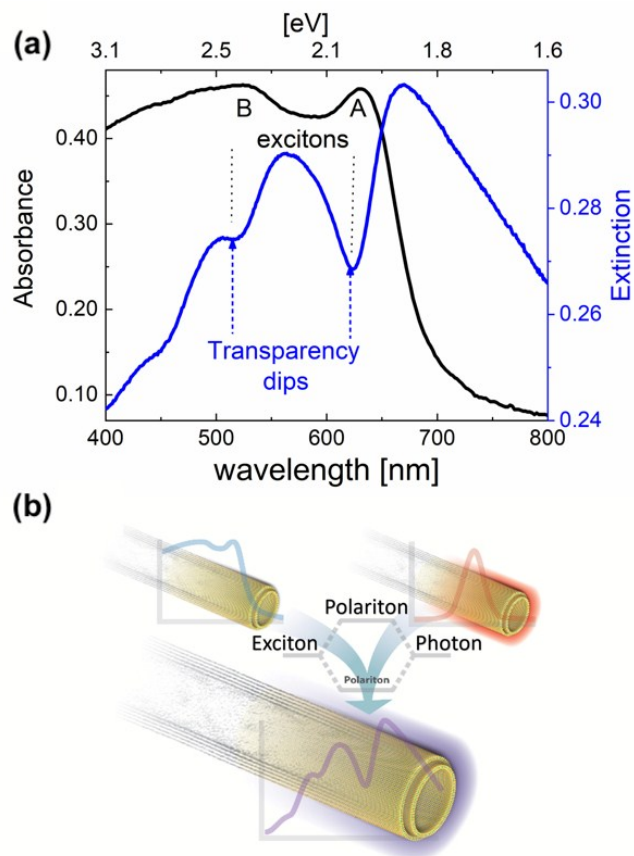 (a)
[eV]
3.1 2.5 2.1 1.8 1.6
B A
excitons
Absorbance
0.40
0.30
0.20
0.10
Extinction
0.30
0.28
0.26
0.24
Transparency
dips
400 500 600 700 800
wavelength [nm]
(b)
Polariton
Exciton Photon
Polariton